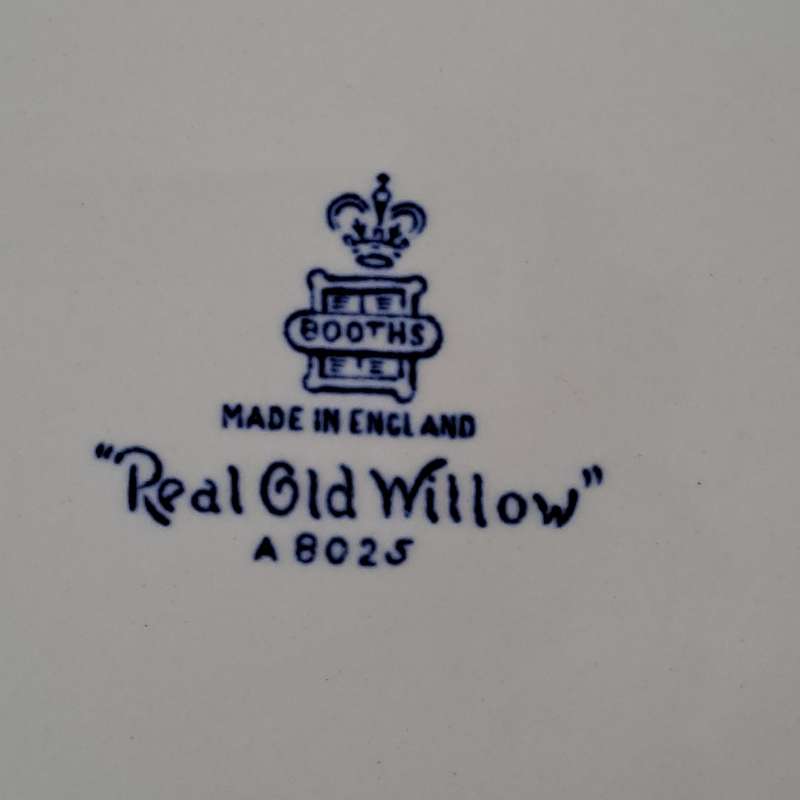 BOOTHS
MADE IN ENGLAND
"Real Old Willow"
A 8025